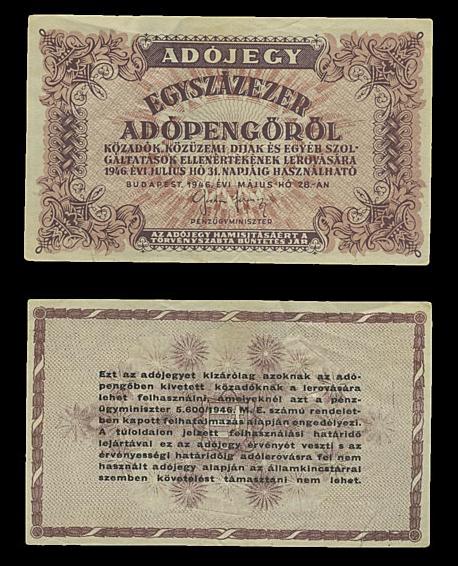 ADÓJEGY
EGYSZÁZEZER
ADÓPENGŐRŐL
KÖZADÓK, KÖZÜZEMI DIJAK ÉS EGYÉB SZOL-
GÁLTATÁSOK ELLENÉRTÉKÉNEK LEROVÁSÁRA
1946. ÉVI JULIUS HÓ 31. NAPJÁIG HASZNÁLHATÓ
BUDAPEST, 1946. ÉVI MÁJUS HÓ 28.-ÁN
PÉNZÜGYMINISZTER
AZ ADÓJEGY HAMISITÁSÁÉRT A
TÖRVÉNYSZABTA BÜNTETÉS JÁR
Ezt az adójegyet kizárólag azoknak az adó-
pengőben kivetett közadóknak a lerovására
lehet felhasználni, amelyeknél azt a pénz-
ügyminiszter 5.600/1946. M. E. számú rendelet-
ben kapott felhatalmazás alapján engedélyezi.
A túloldalon jelzett felhasználási határidő
lejártával ez az adójegy érvényét veszti s az
érvényességi határidőig adólerovásra fel nem
használt adójegy alapján az államkincstárral
szemben követelést támasztani nem lehet.